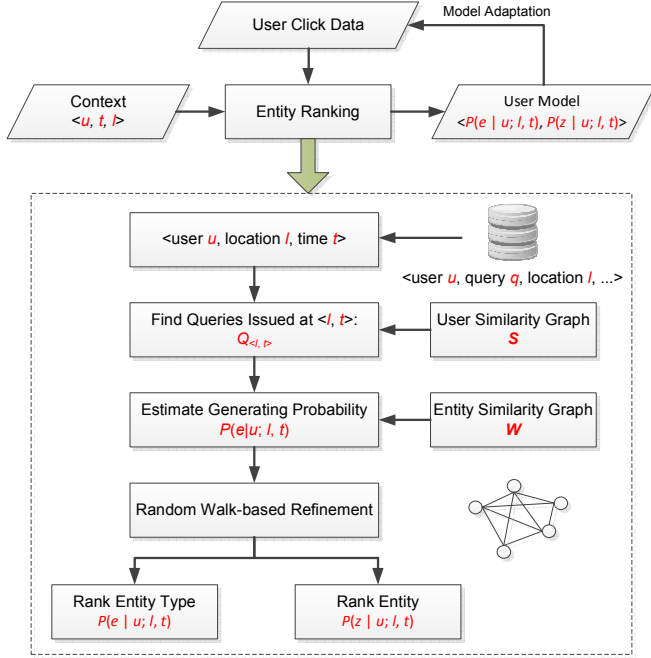 User Click Data
Model Adaptation
Context
<u, t, l>
Entity Ranking
User Model
<P(e | u; l, t), P(z | u; l, t)>
<user u, location l, time t>
<user u, query q, location l, ...>
Find Queries Issued at <l, t>:
Q<l, t>
User Similarity Graph
S
Estimate Generating Probability
P(e|u; l, t)
Entity Similarity Graph
W
Random Walk-based Refinement
Rank Entity Type
P(e | u; l, t)
Rank Entity
P(z | u; l, t)